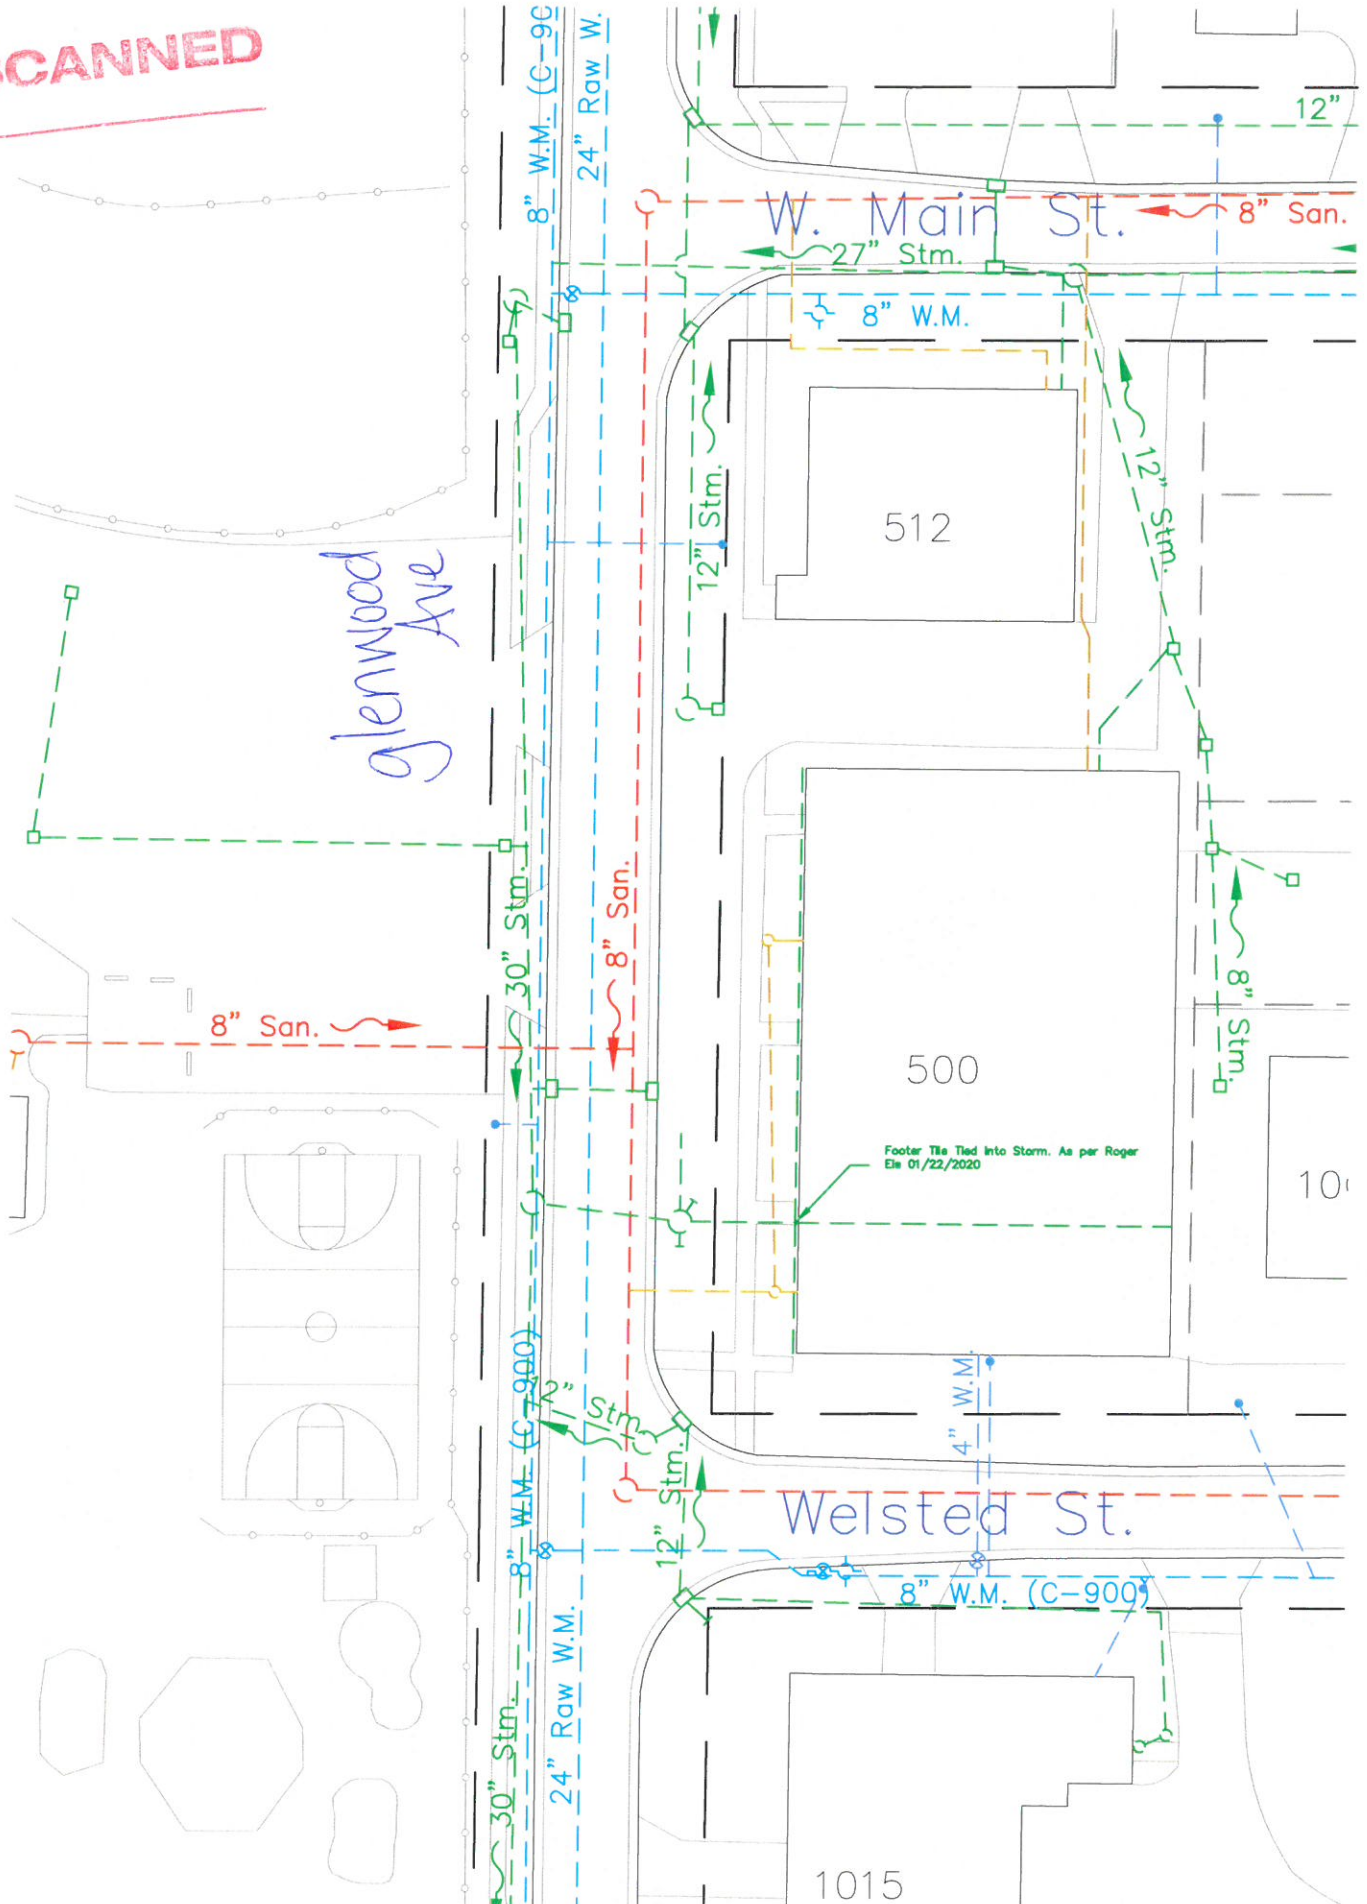 SCANNED
8" W.M. (C-90
24" Raw W.
12"
W. Main St.
8" San.
27" Stm.
8" W.M.
12" Stm.
512
12" Stm.
Glenwood
Ave
30" Stm.
8" San.
8" San.
8" Stm.
500
Footer Tile Tied Into Storm. As per Roger
Els 01/22/2020
10
8" W.M. (C-900)
12" Stm.
12" Stm.
4" W.M.
Welsted St.
8" W.M. (C-900)
24" Raw W.M.
30" Stm.
1015